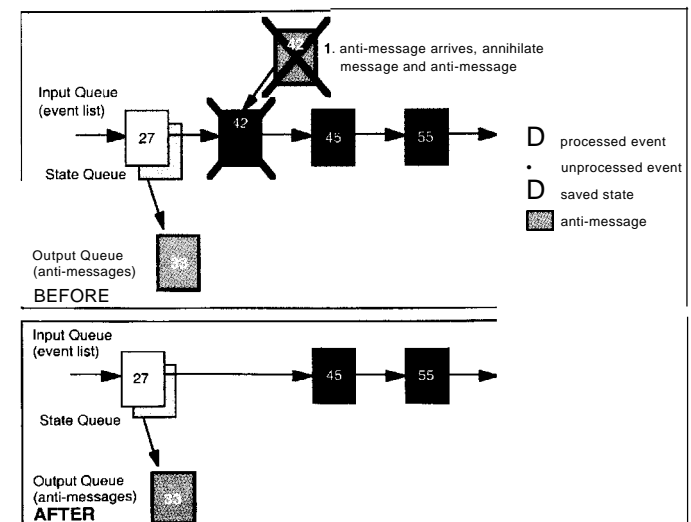 42
1. anti-message arrives, annihilate
message and anti-message
Input Queue
(event list)
27
42
45
55
State Queue
33
Output Queue
(anti-messages)
BEFORE
D processed event
• unprocessed event
D saved state
anti-message
Input Queue
(event list)
27
45
55
State Queue
33
Output Queue
(anti-messages)
AFTER